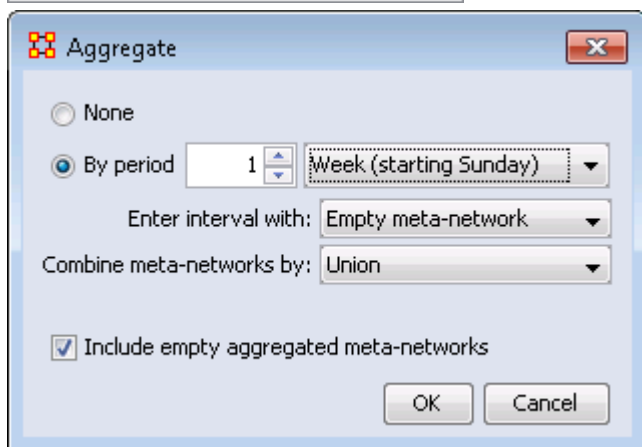 Aggregate
None
By period 1 Week (starting Sunday)
Enter interval with: Empty meta-network
Combine meta-networks by: Union
Include empty aggregated meta-networks
OK Cancel